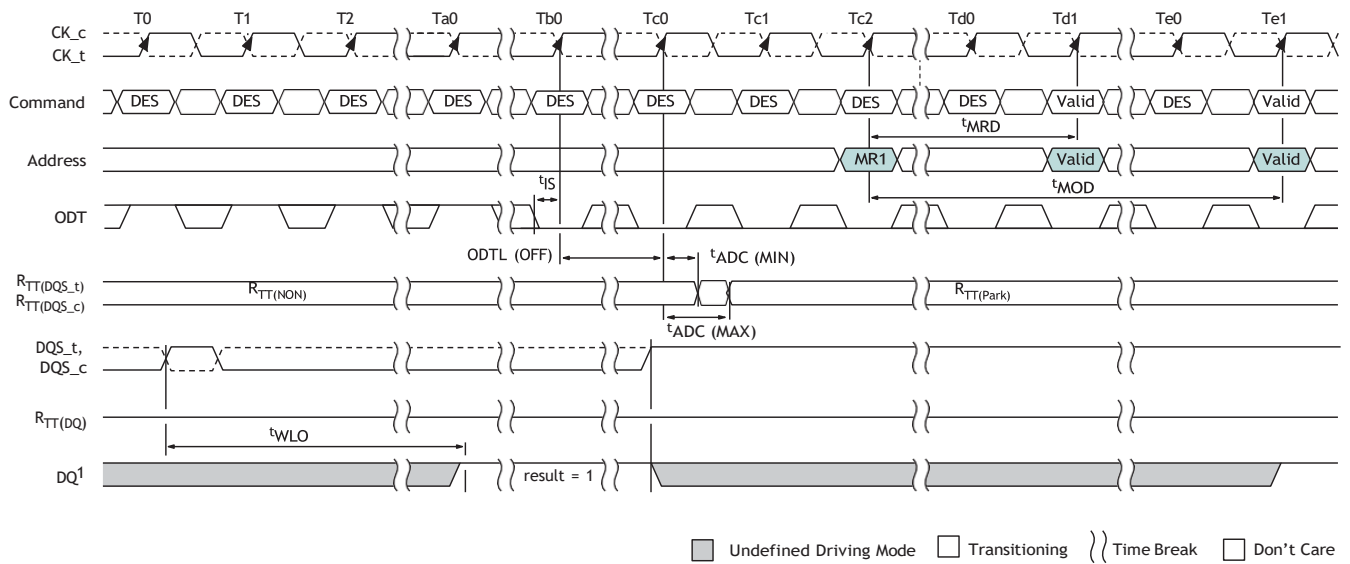 T0 T1 T2 Ta0 Tb0 Tc0 Tc1 Tc2 Td0 Td1 Te0 Te1
CK_c
CK_t
Command DES DES DES DES DES DES DES DES DES Valid DES Valid
tMRD
Address MR1 Valid Valid
tIS
tMOD
ODT
ODTL (OFF) tADC (MIN)
RTT(DQS_t)
RTT(DQS_c)
RTT(NON) RTT(Park)
tADC (MAX)
DQS_t,
DQS_c
RTT(DQ)
tWLO
DQ1 result = 1
Undefined Driving Mode Transitioning Time Break Don't Care